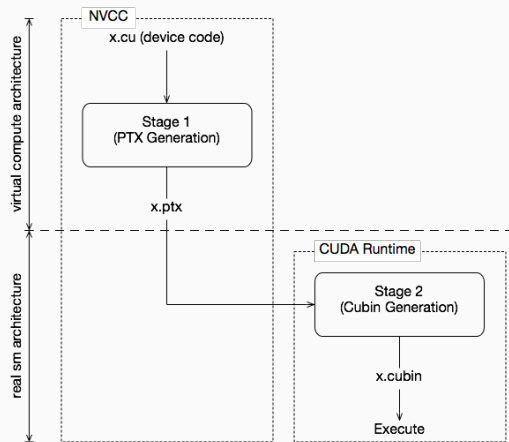 NVCC
x.cu (device code)
virtual compute architecture
Stage 1
(PTX Generation)
x.ptx
CUDA Runtime
real sm architecture
Stage 2
(Cubin Generation)
x.cubin
Execute